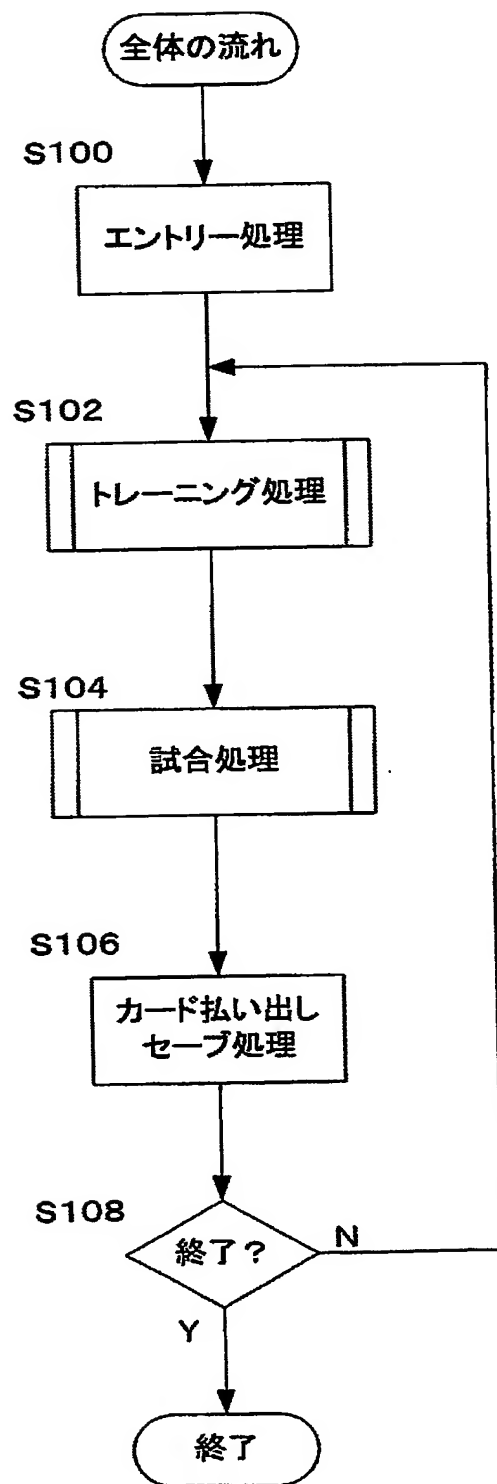 全体の流れ
S100
エントリー処理
S102
トレーニング処理
S104
試合処理
S106
カード払い出し
セーブ処理
S108
終了?
N
Y
終了